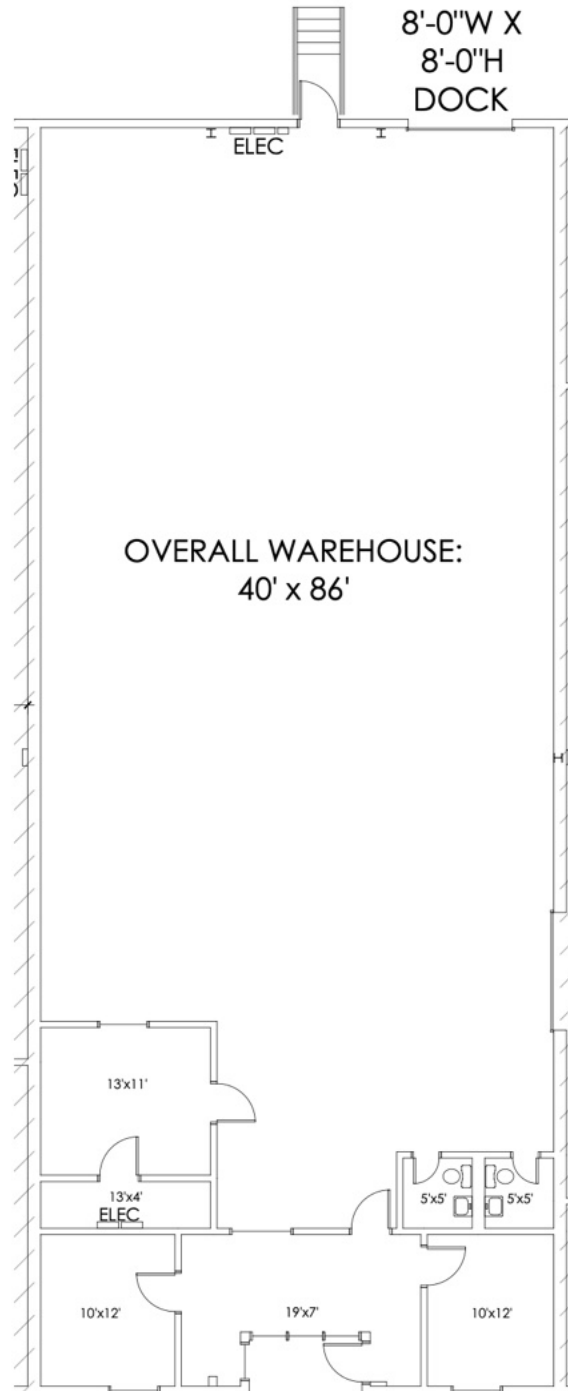 8'-0"W X
8'-0"H
DOCK
ELEC
OVERALL WAREHOUSE:
40' x 86'
13'x11'
13'x4'
ELEC
5'x5'
5'x5'
10'x12'
19'x7'
10'x12'